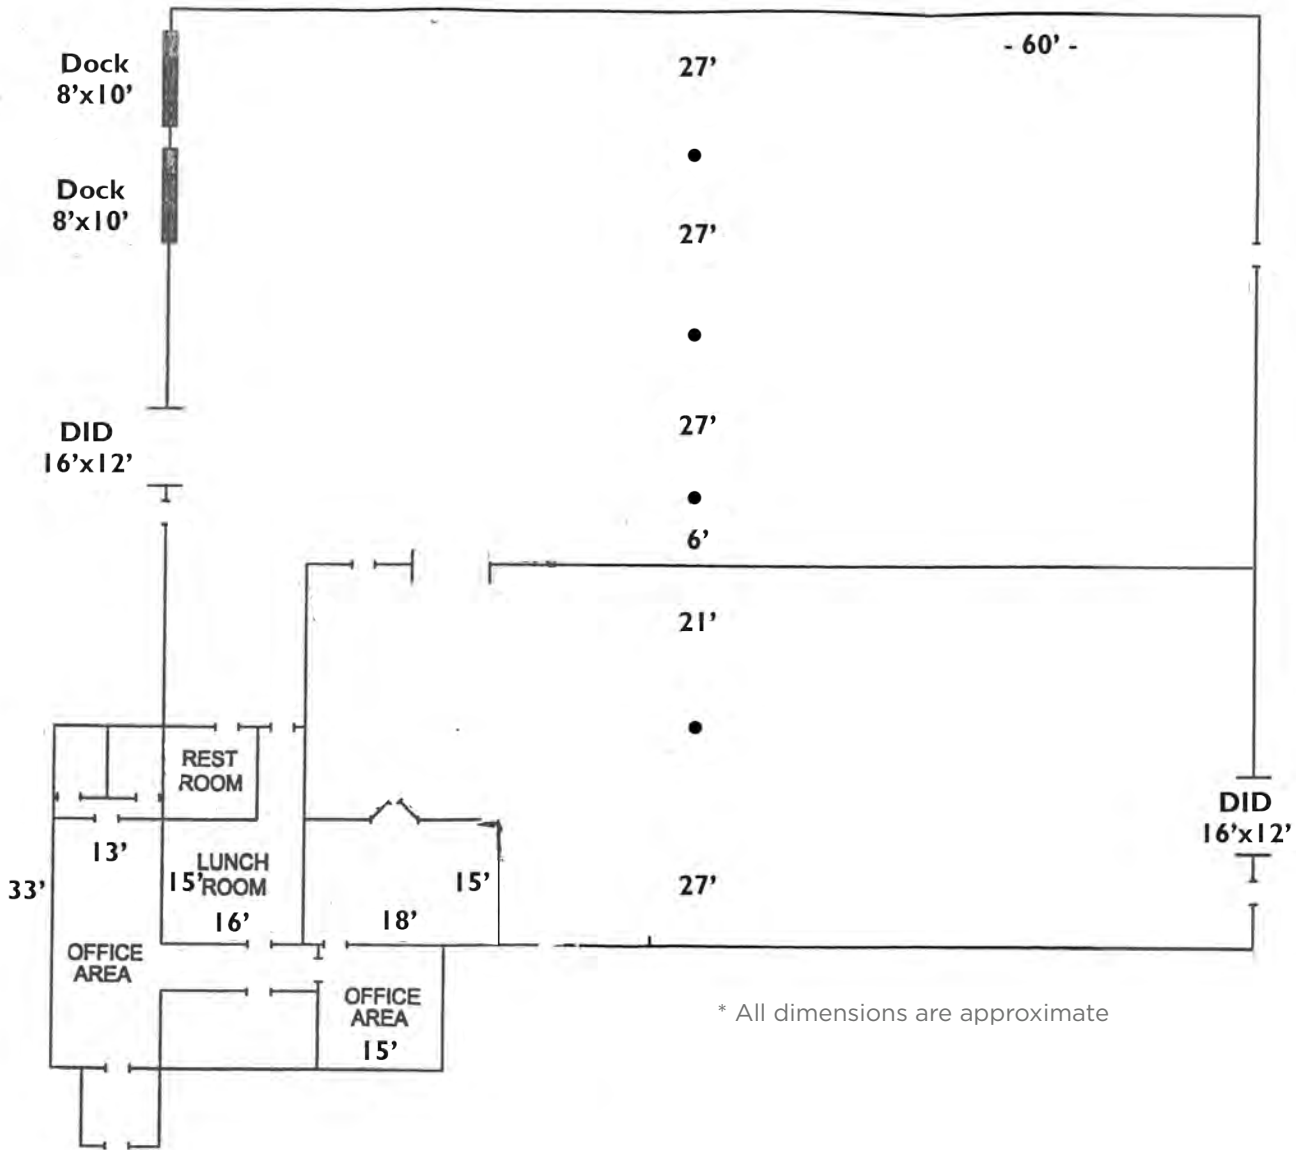 - 60' -
Dock
8'x10'
27'
Dock
8'x10'
27'
DID
16'x12'
27'
6'
21'
REST
ROOM
DID
16'x12'
13'
LUNCH
15' ROOM
33'
15'
27'
16'
18'
OFFICE
AREA
OFFICE
AREA
15'
* All dimensions are approximate